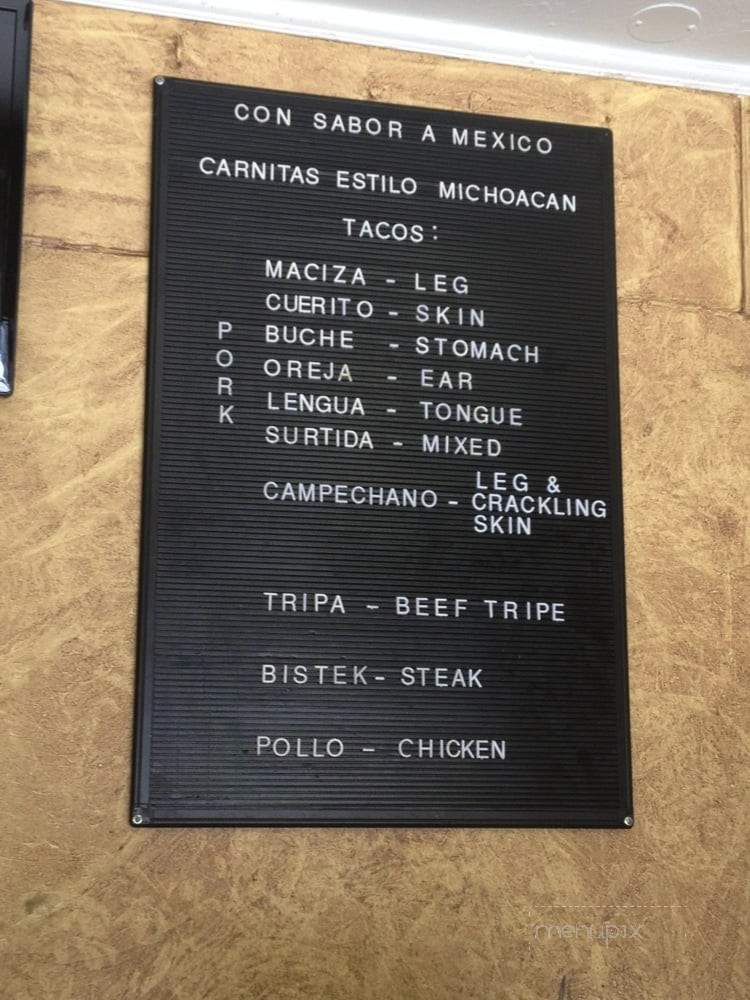 CON SABOR A MEXICO
CARNITAS ESTILO MICHOACAN
TACOS:
PORK
MACIZA - LEG
CUERITO - SKIN
BUCHE - STOMACH
OREJA - EAR
LENGUA - TONGUE
SURTIDA - MIXED
CAMPECHANO - LEG &
CRACKLING
SKIN
TRIPA - BEEF TRIPE
BISTEK - STEAK
POLLO - CHICKEN
menupix